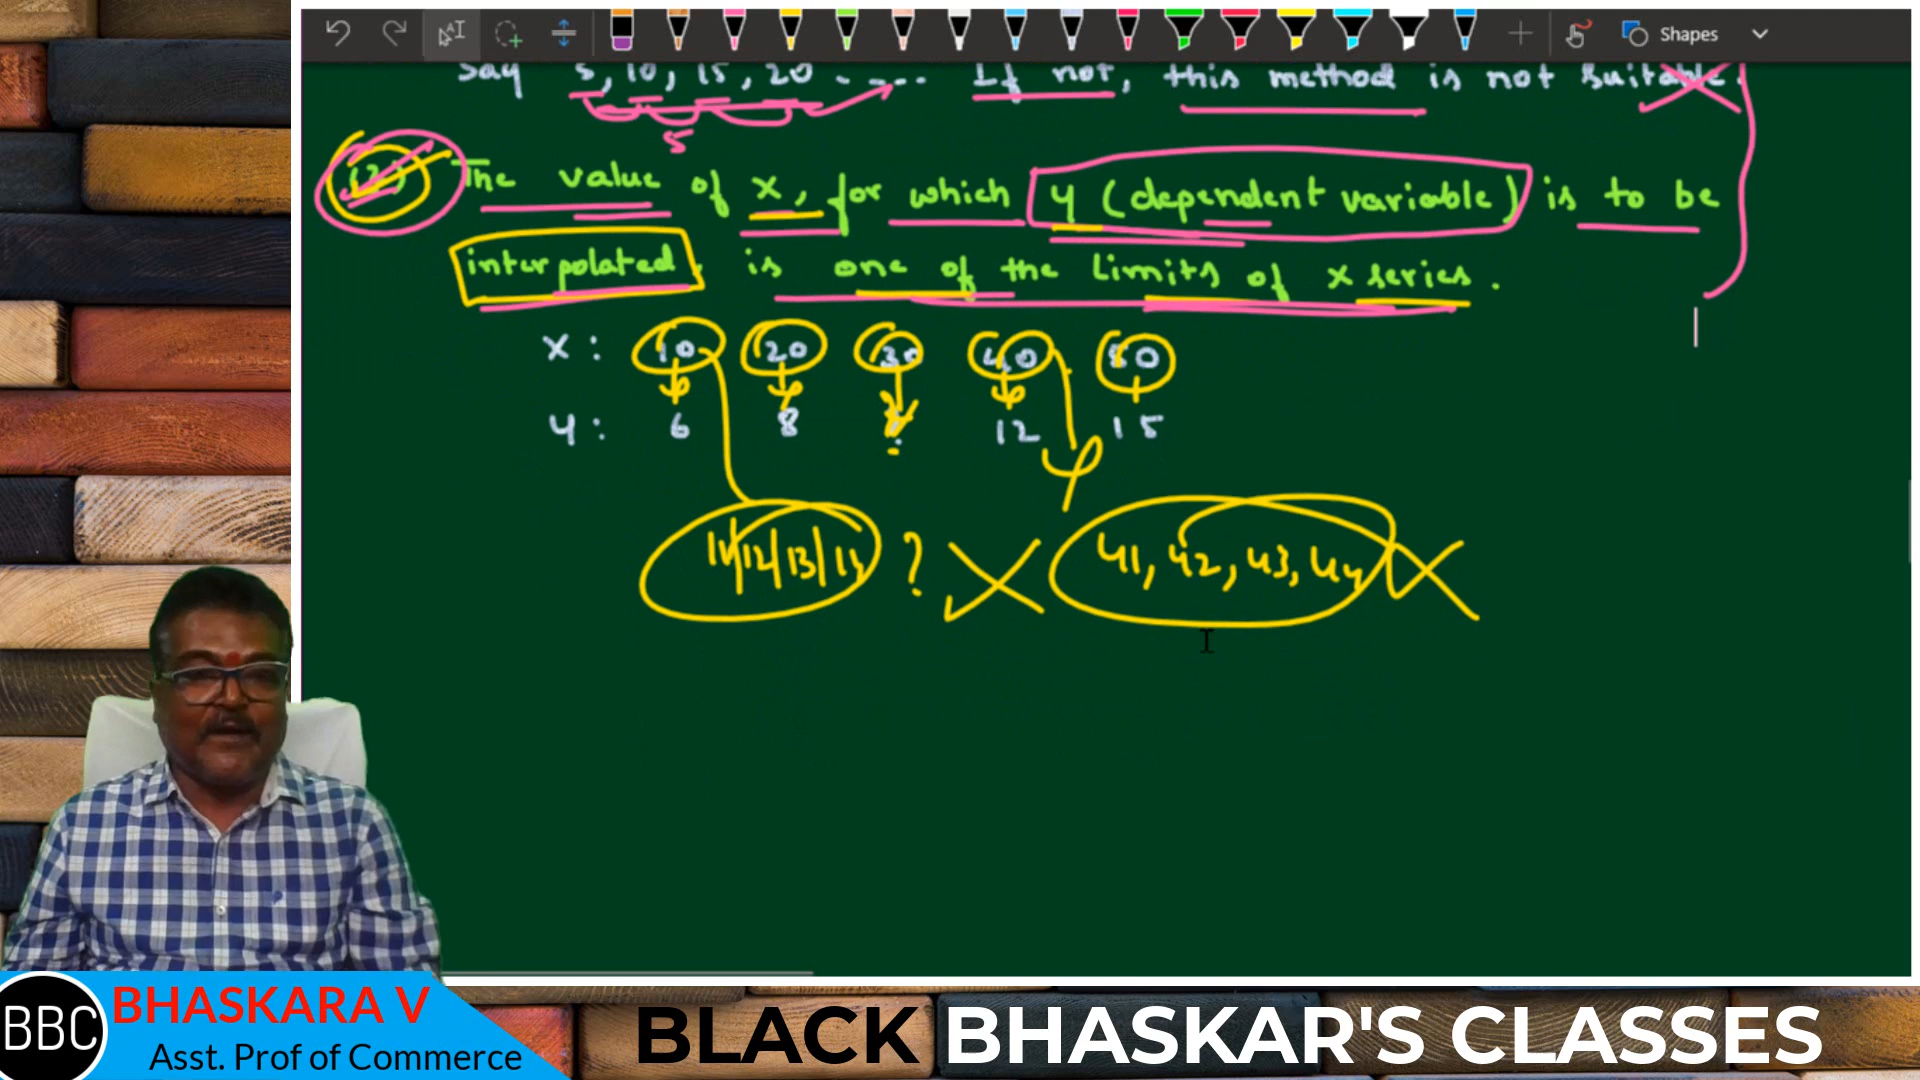 Shapes
Say 5, 10, 15, 20 - - - - If not, this method is not suitable.
5
(2) The value of x, for which y (dependent variable) is to be
interpolated, is one of the Limits of x series.
x: 10 20 30 40 50
y: 6 8 ? 12 15
11/12/13/14 ? 41, 42, 43, 44
BBC
BHASKARA V
Asst. Prof of Commerce
BLACK BHASKAR'S CLASSES